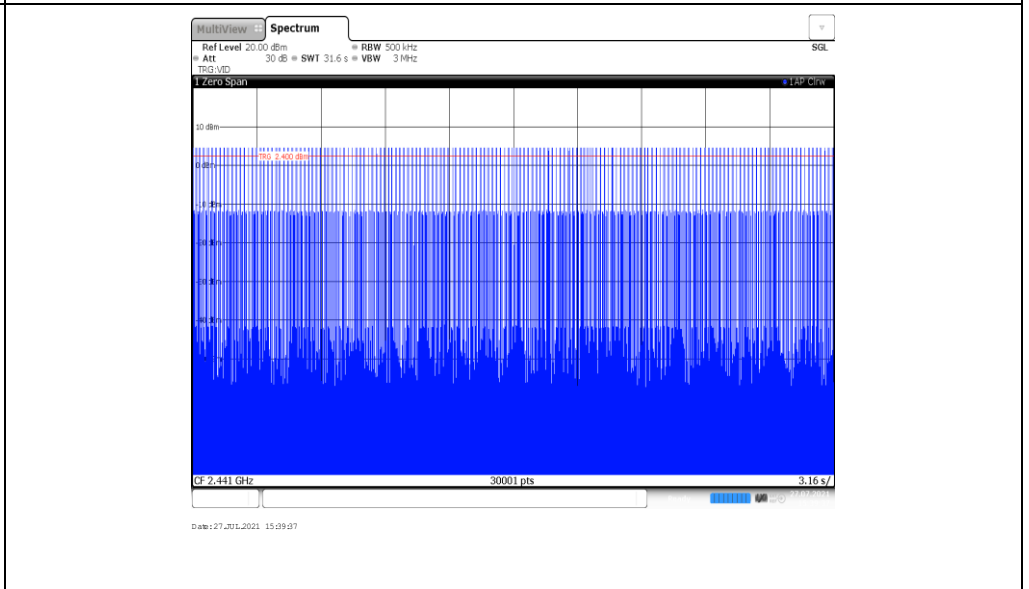 MultiView Spectrum
Ref Level 20.00 dBm RBW 500 kHz SGL
Att 30 dB SWT 31.6 s VBW 3 MHz
TRG:VID
1 Zero Span 1AP Clrw
10 dBm
TRG 2.400 dBm
0 dBm
CF 2.441 GHz 30001 pts 3.16 s/
Date: 27.JUL.2021 15:39:37